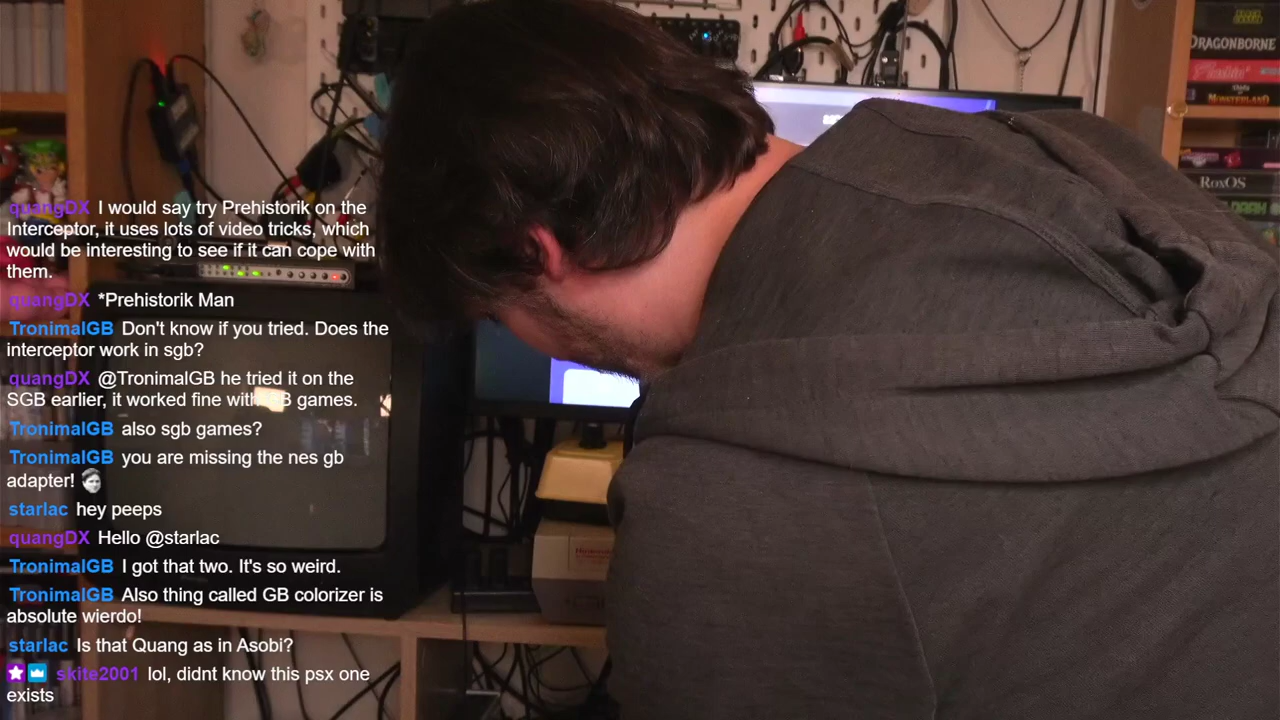 quangDX I would say try Prehistorik on the
Interceptor, it uses lots of video tricks, which
would be interesting to see if it can cope with
them.
quangDX *Prehistorik Man
TronimalGB Don't know if you tried. Does the
interceptor work in sgb?
quangDX @TronimalGB he tried it on the
SGB earlier, it worked fine with GB games.
TronimalGB also sgb games?
TronimalGB you are missing the nes gb
adapter!
starlac hey peeps
quangDX Hello @starlac
TronimalGB I got that two. It's so weird.
TronimalGB Also thing called GB colorizer is
absolute wierdo!
starlac Is that Quang as in Asobi?
skite2001 lol, didnt know this psx one
exists
DRAGONBORNE
MONSTERLAND
RoxOS
Nintendo